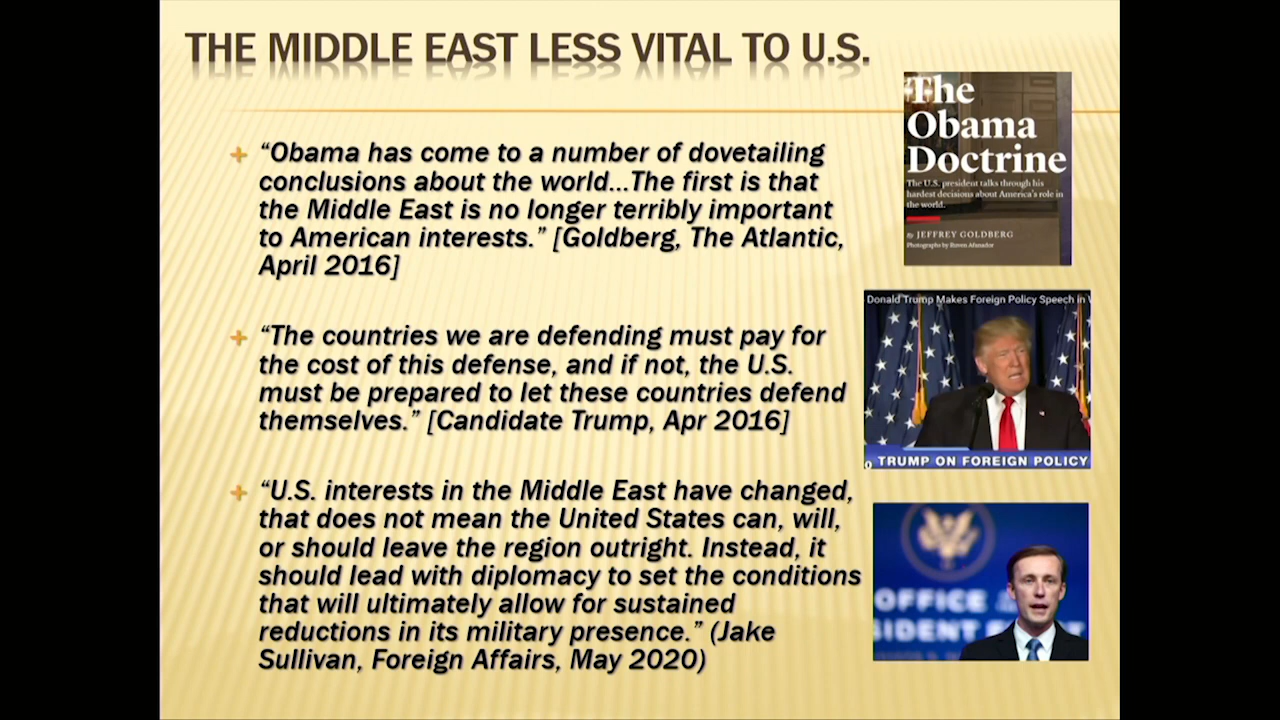 THE MIDDLE EAST LESS VITAL TO U.S.
“Obama has come to a number of dovetailing
conclusions about the world...The first is that
the Middle East is no longer terribly important
to American interests.” [Goldberg, The Atlantic,
April 2016]
The
Obama
Doctrine
The U.S. president talks through his
hardest decisions about America's role in
the world.
By JEFFREY GOLDBERG
Photographs by Ruven Afanador
“The countries we are defending must pay for
the cost of this defense, and if not, the U.S.
must be prepared to let these countries defend
themselves.” [Candidate Trump, Apr 2016]
Donald Trump Makes Foreign Policy Speech in
TRUMP ON FOREIGN POLICY
“U.S. interests in the Middle East have changed,
that does not mean the United States can, will,
or should leave the region outright. Instead, it
should lead with diplomacy to set the conditions
that will ultimately allow for sustained
reductions in its military presence.” (Jake
Sullivan, Foreign Affairs, May 2020)
OFFICE